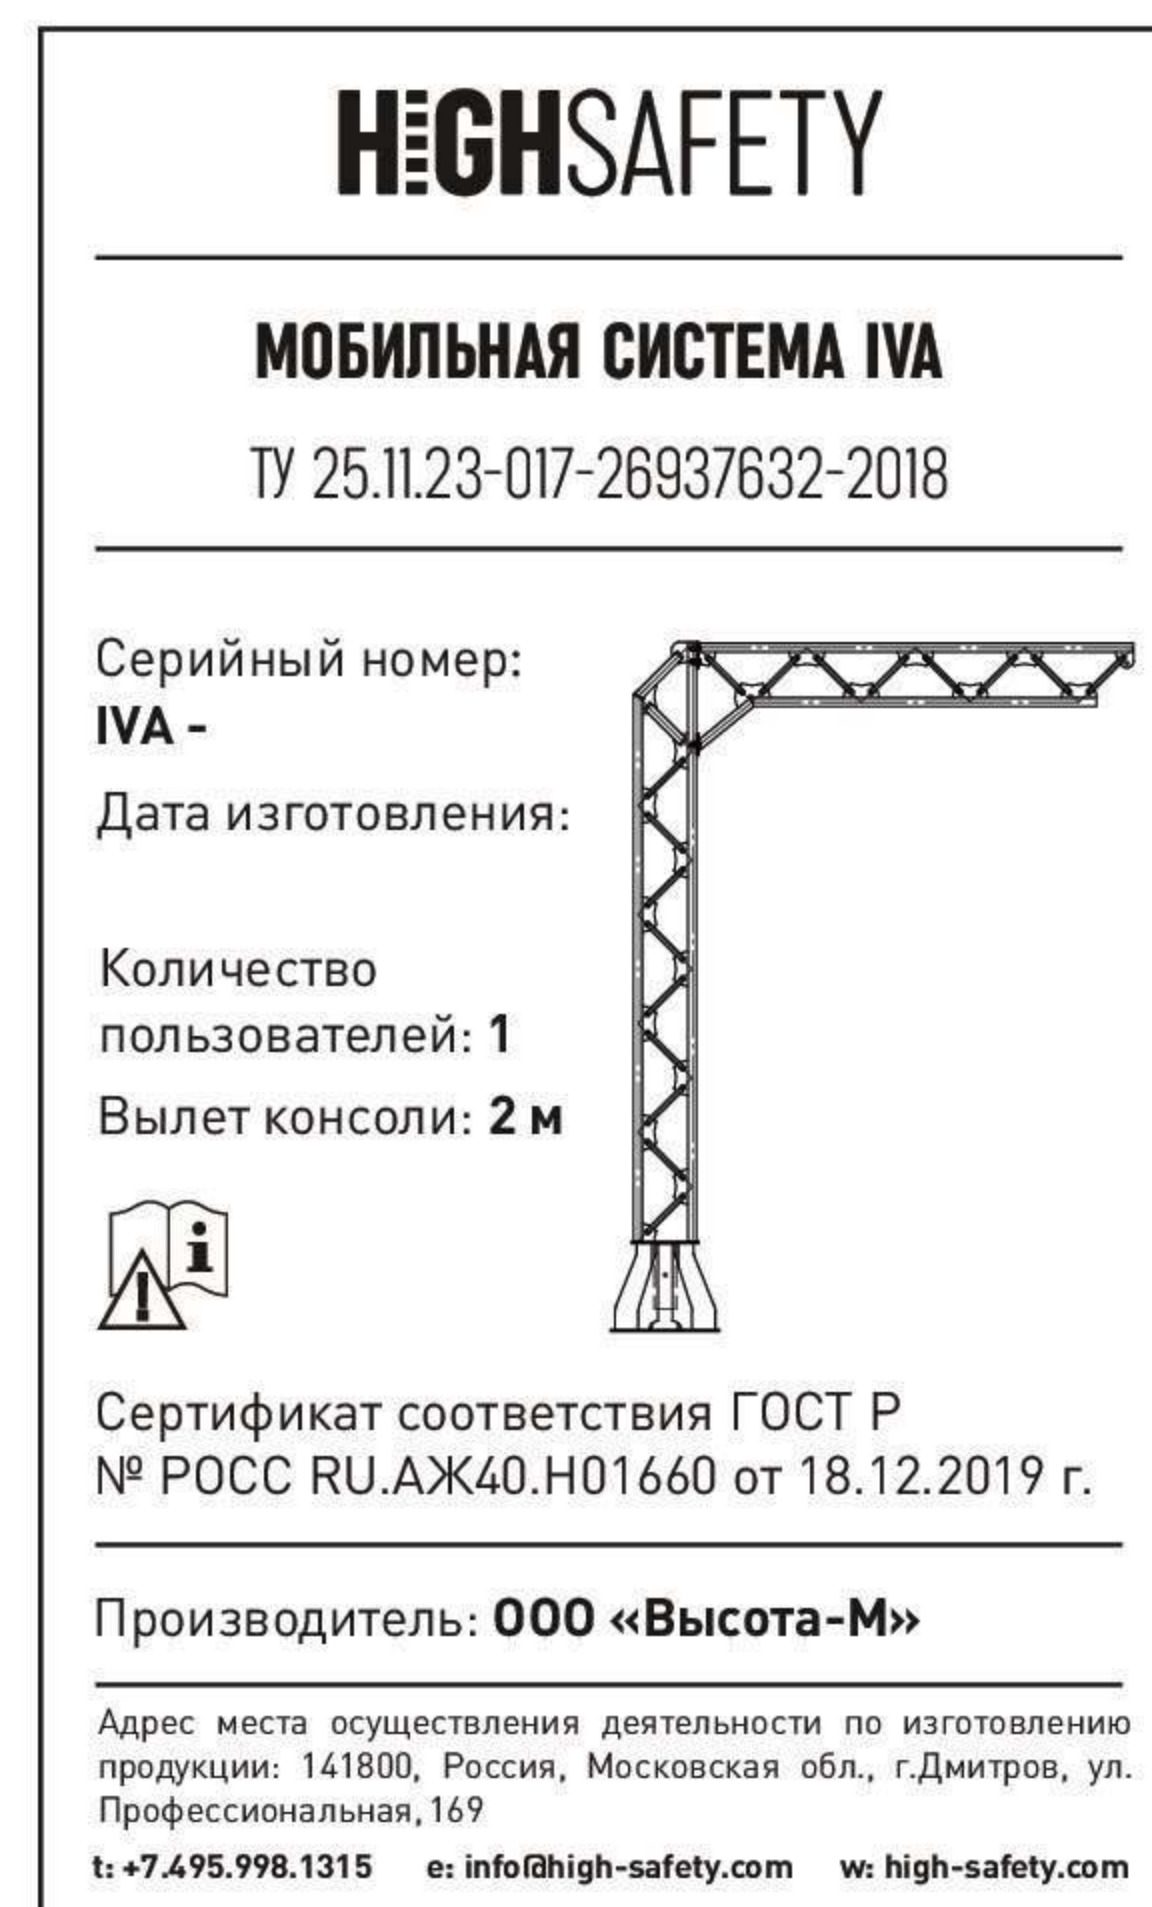 HIGHSAFETY
МОБИЛЬНАЯ СИСТЕМА IVA
ТУ 25.11.23-017-26937632-2018
Серийный номер:
IVA -
Дата изготовления:
Количество
пользователей: 1
Вылет консоли: 2 м
i
!
Сертификат соответствия ГОСТ Р
№ РОСС RU.АЖ40.Н01660 от 18.12.2019 г.
Производитель: ООО «Высота-М»
Адрес места осуществления деятельности по изготовлению
продукции: 141800, Россия, Московская обл., г.Дмитров, ул.
Профессиональная, 169
t: +7.495.998.1315 e: info@high-safety.com w: high-safety.com